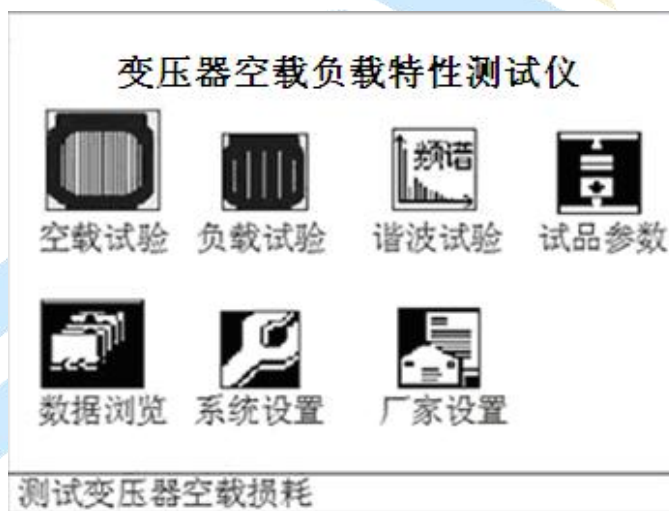 变压器空载负载特性测试仪
频谱
空载试验 负载试验 谐波试验 试品参数
数据浏览 系统设置 厂家设置
测试变压器空载损耗